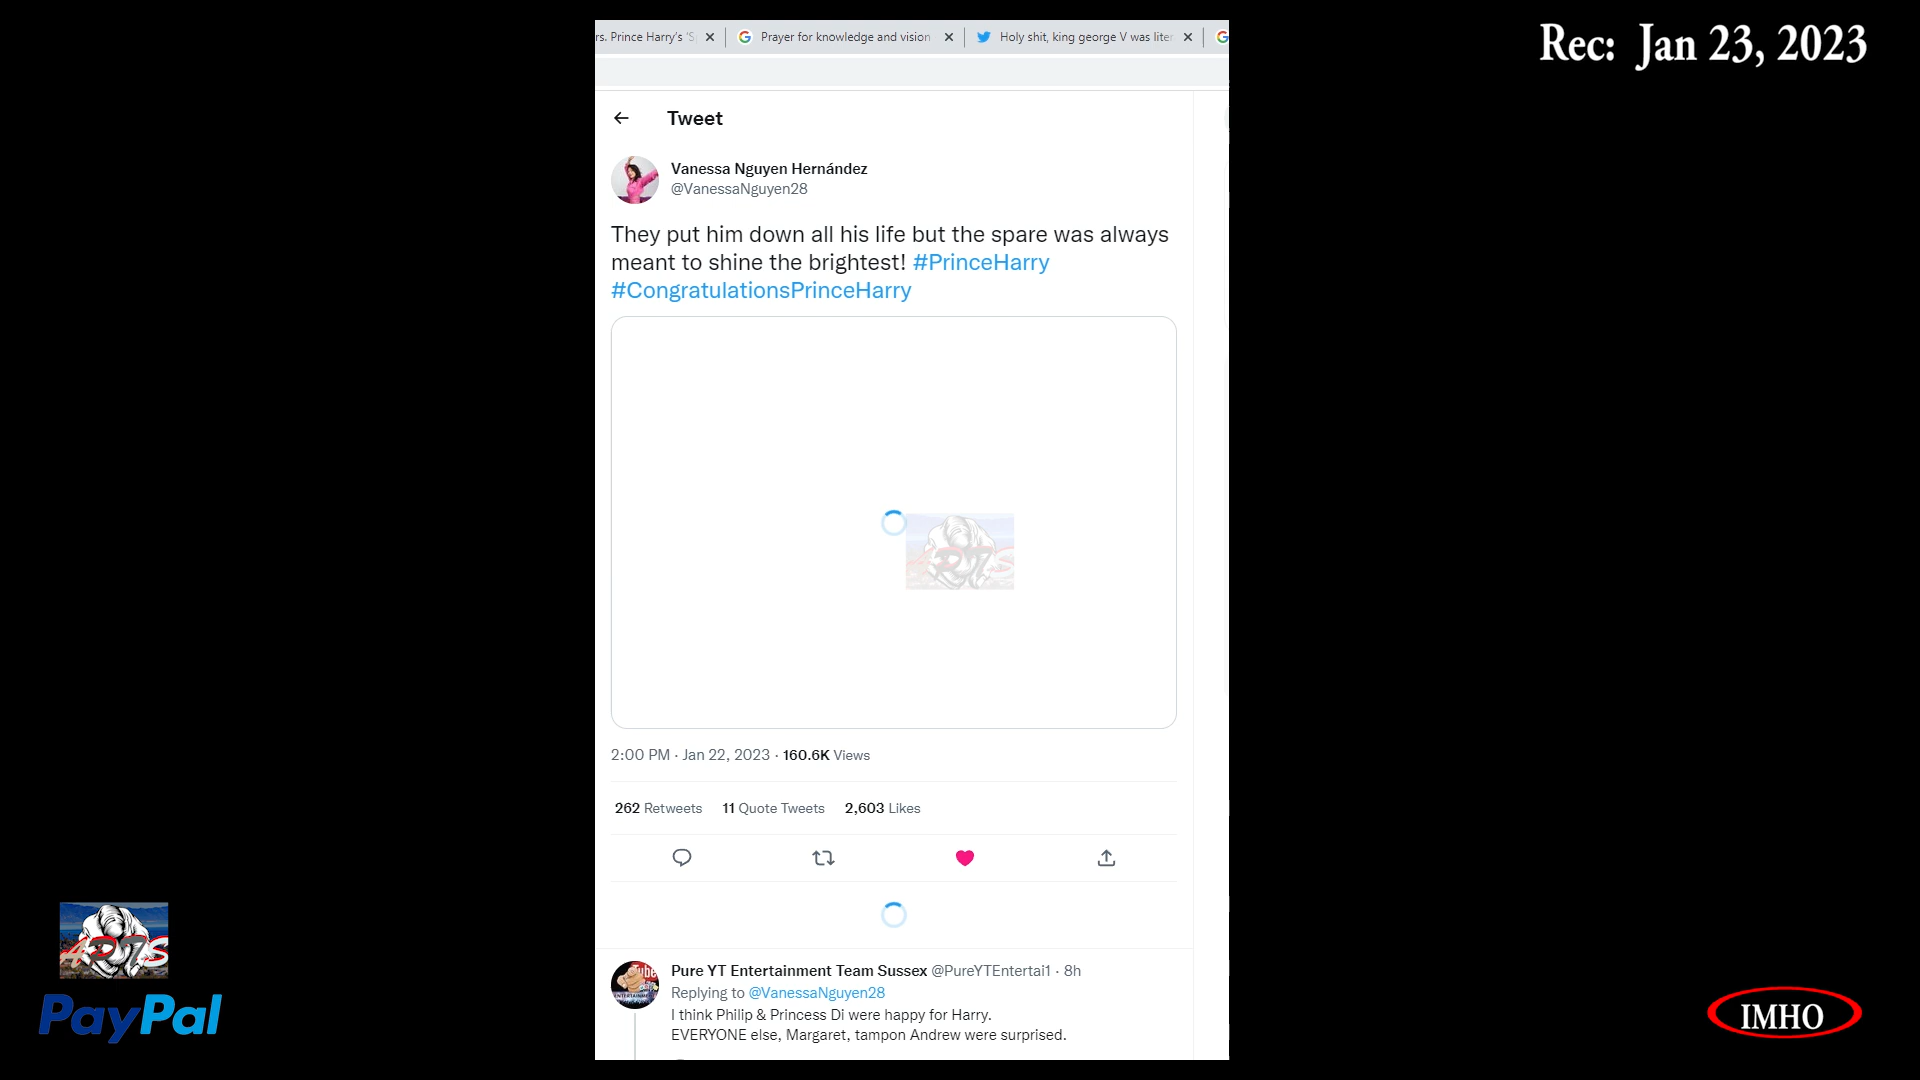 Rec: Jan 23, 2023
rs. Prince Harry's 'S
Prayer for knowledge and vision
Holy shit, king george V was liter
Tweet
Vanessa Nguyen Hernández
@VanessaNguyen28
They put him down all his life but the spare was always
meant to shine the brightest! #PrinceHarry
#CongratulationsPrinceHarry
2:00 PM · Jan 22, 2023 · 160.6K Views
262 Retweets 11 Quote Tweets 2,603 Likes
Pure YT Entertainment Team Sussex @PureYTEntertai1 · 8h
Replying to @VanessaNguyen28
I think Philip & Princess Di were happy for Harry.
EVERYONE else, Margaret, tampon Andrew were surprised.
PayPal
IMHO